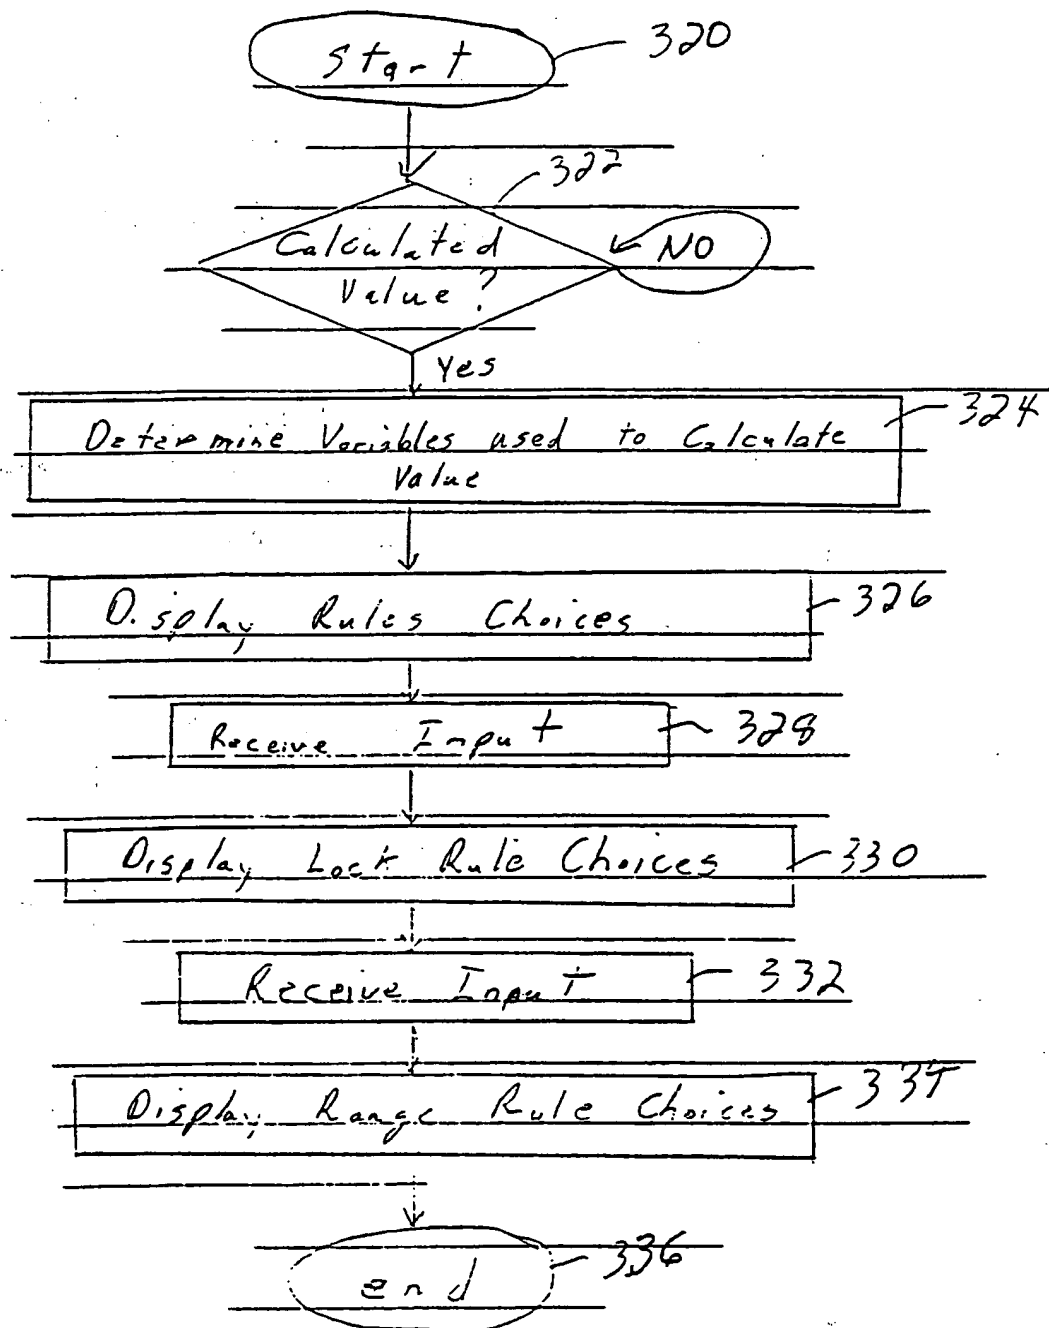 Start
320
322
Calculated
Value?
NO
Yes
324
Determine Variables used to Calculate
Value
Display Rules Choices
326
Receive Input
328
Display Lock Rule Choices
330
Receive Input
332
Display Range Rule Choices
334
end
336